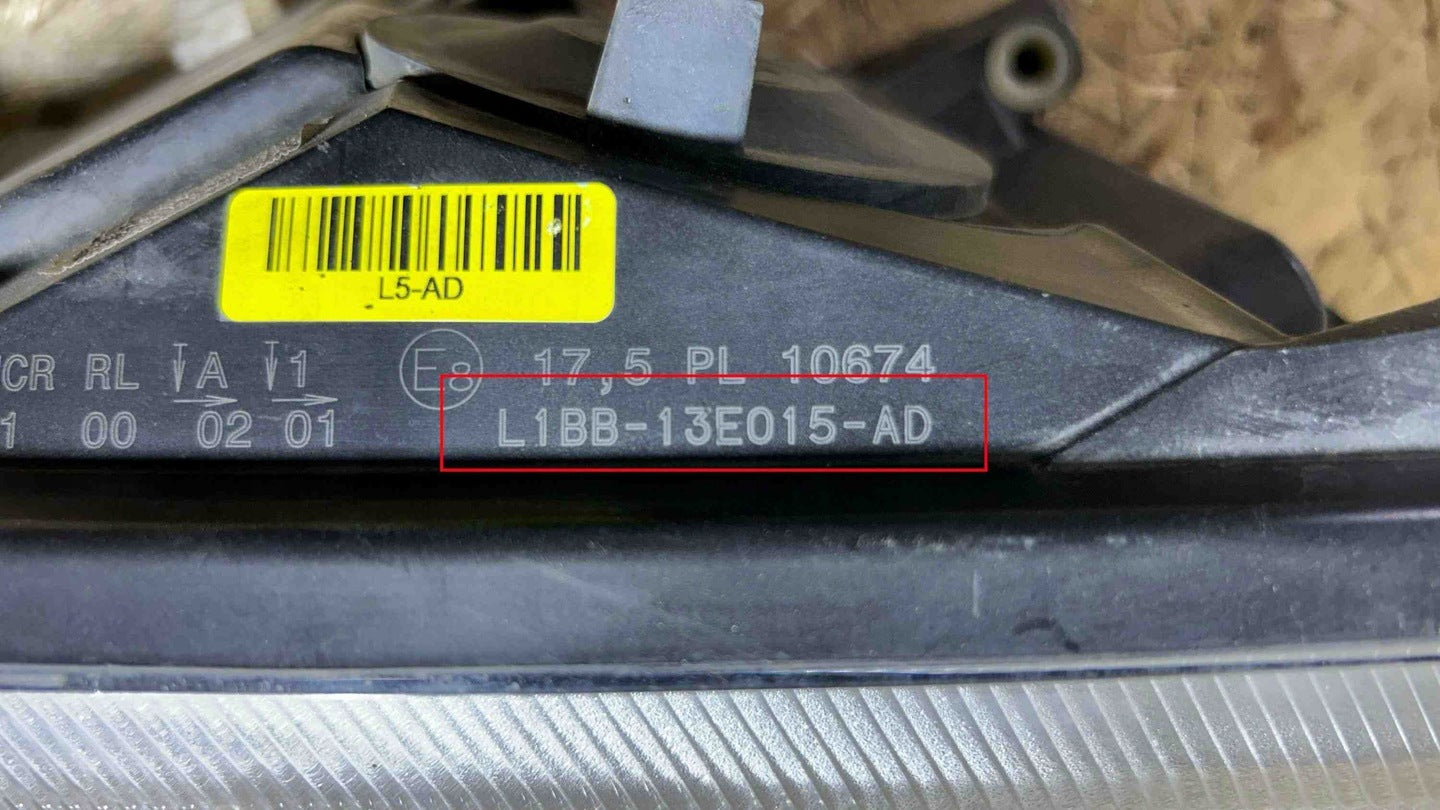 L5-AD
CR RL A 1
E8 17,5 PL 10674
1 00 02 01
L1BB-13E015-AD